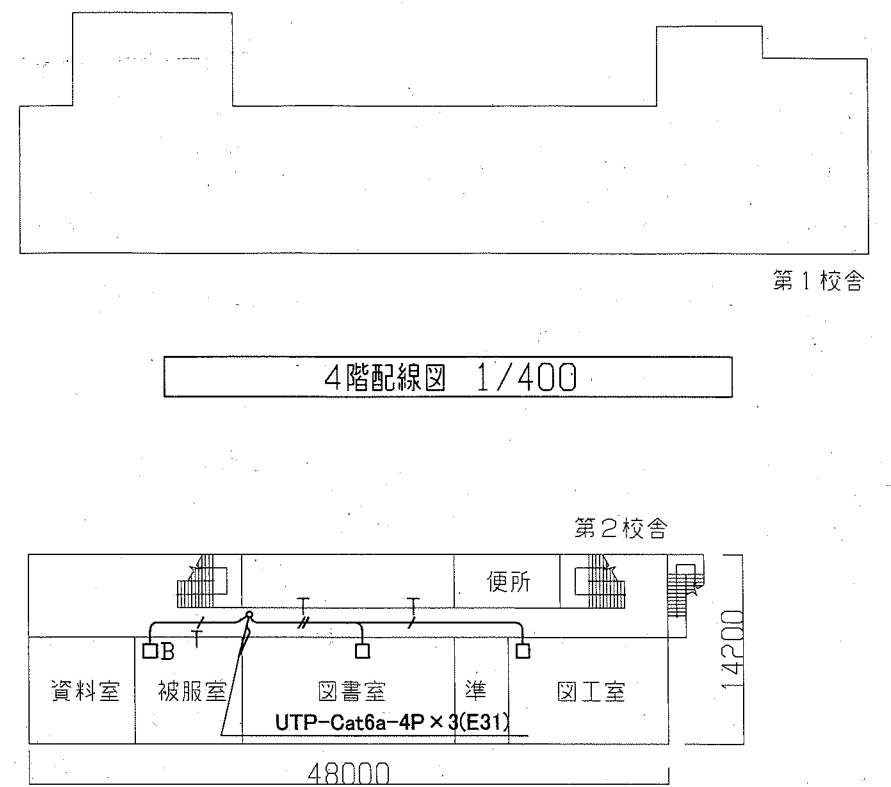 第1校舎
4階配線図 1/400
第2校舎
便所
T
T
T
B
14200
資料室
被服室
図書室
準
図工室
UTP-Cat6a-4P×3(E31)
48000